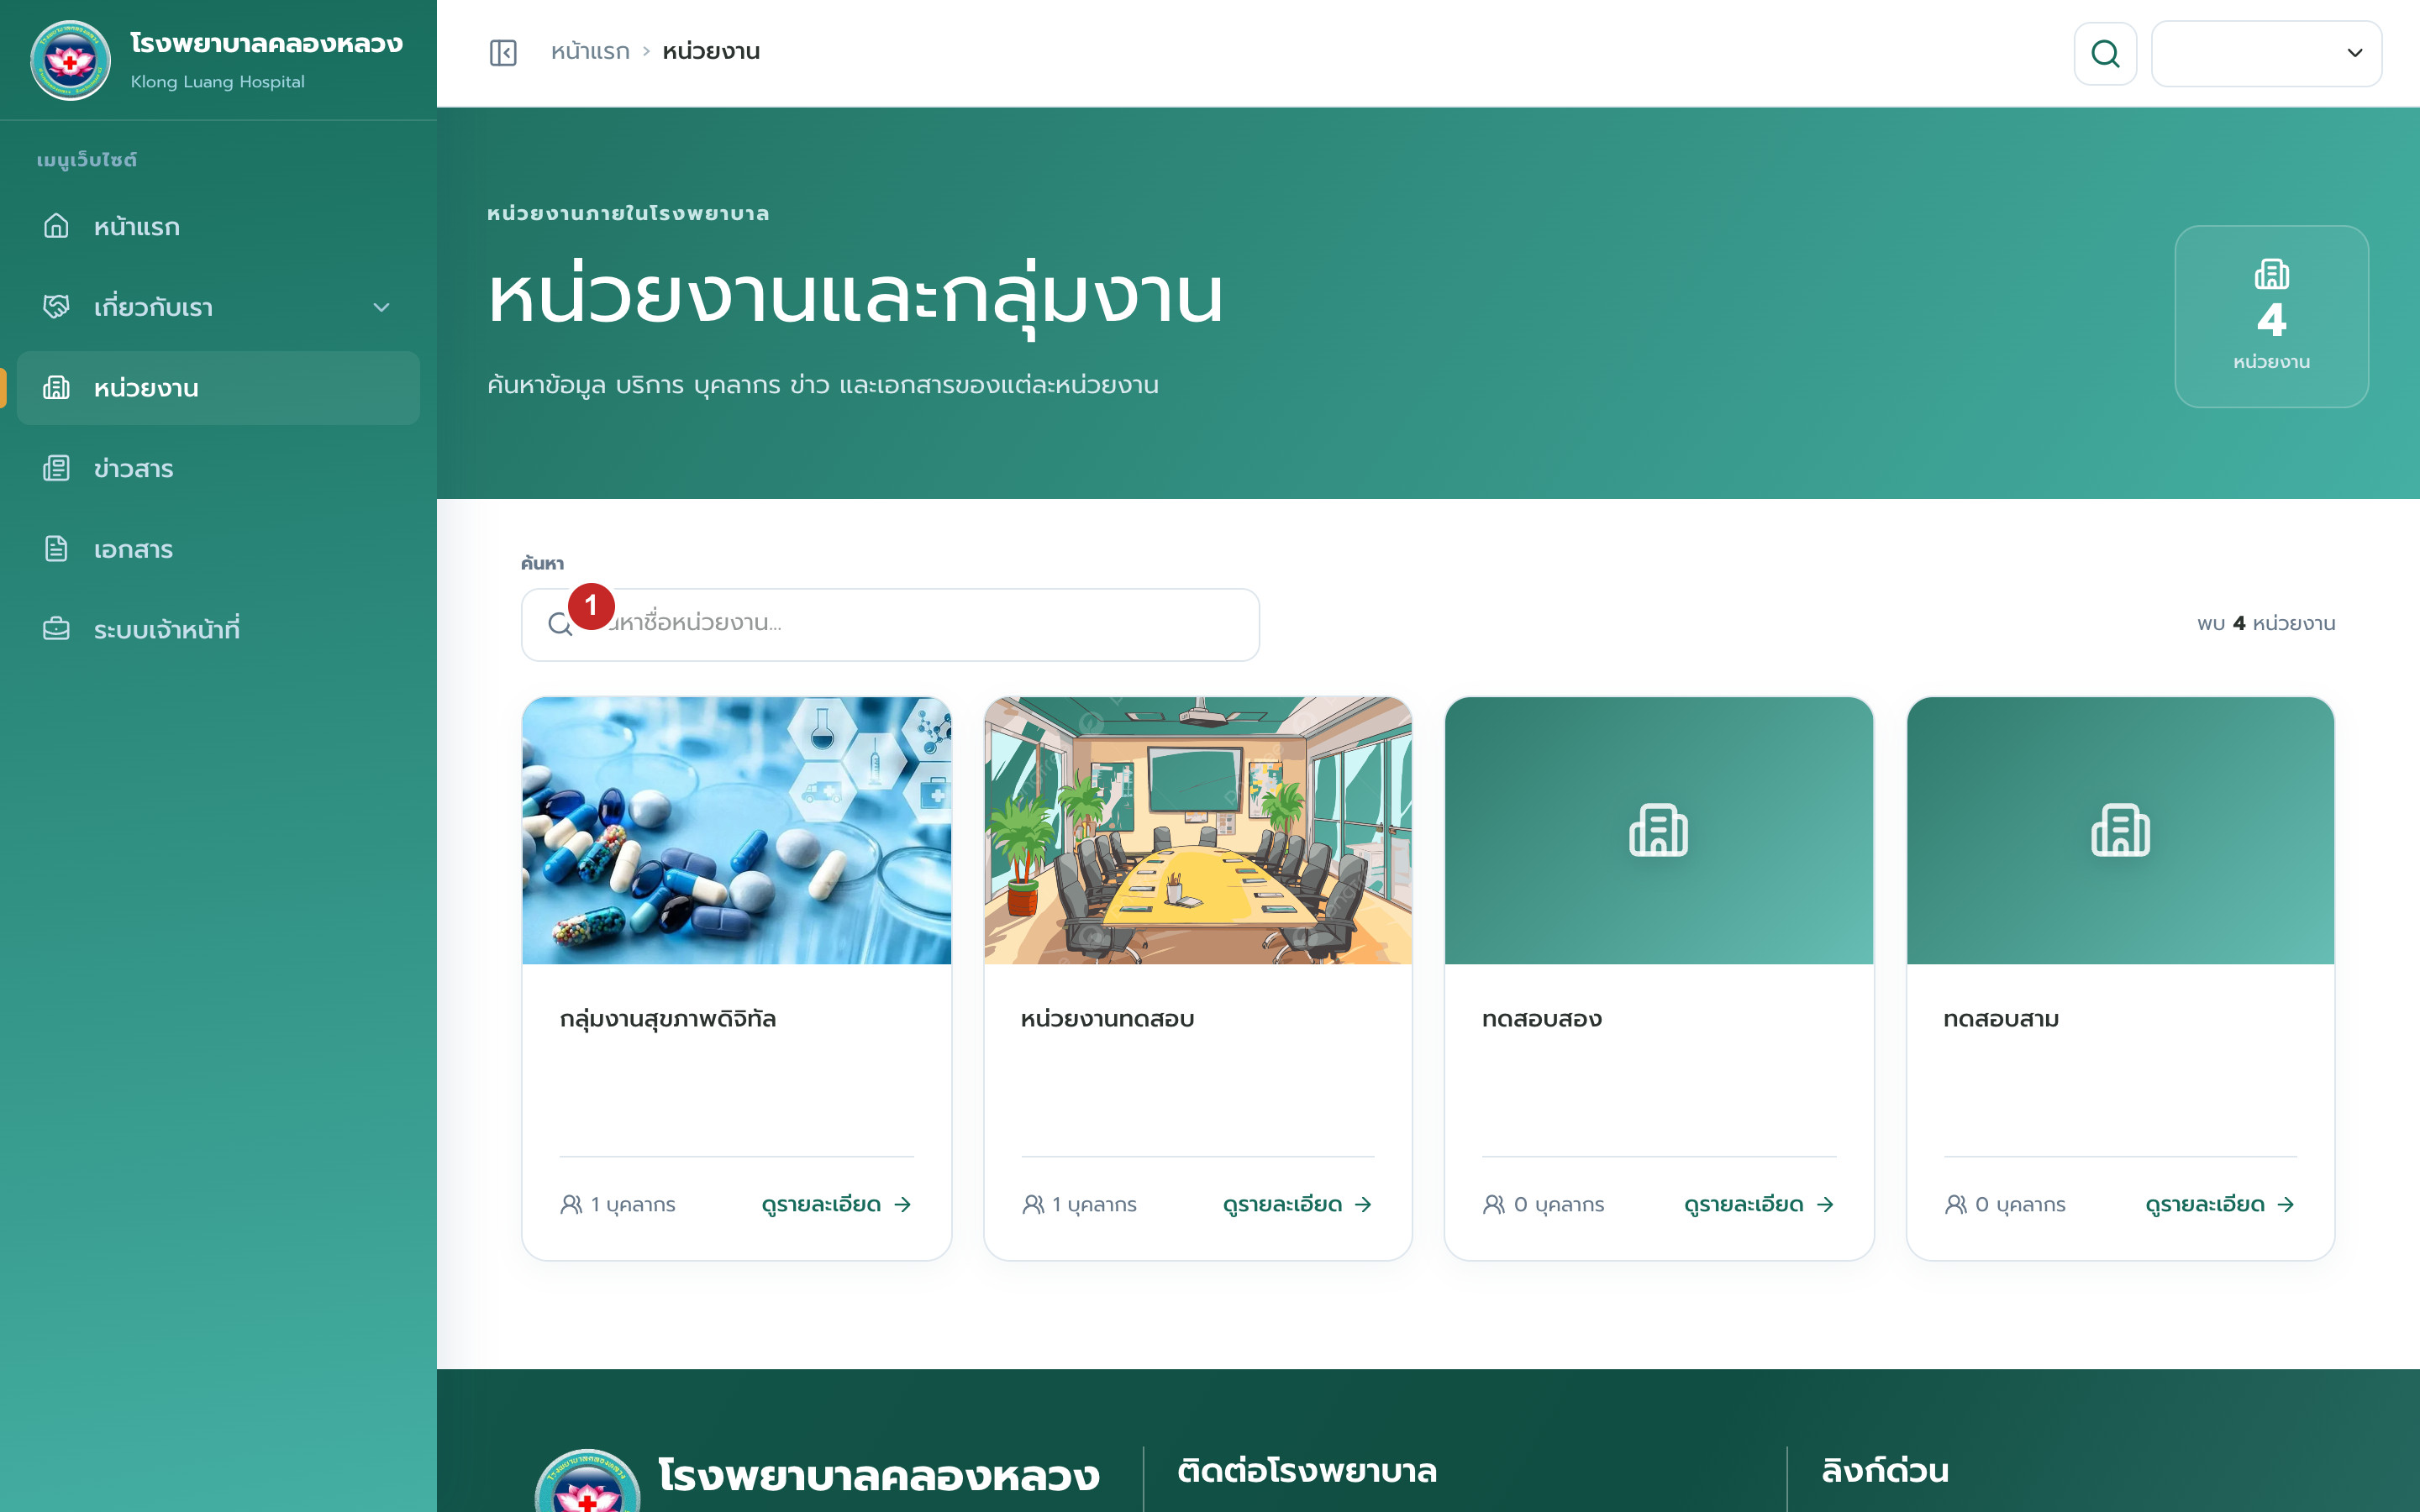 โรงพยาบาลคลองหลวง
Klong Luang Hospital
เมนูเว็บไซต์
หน้าแรก
เกี่ยวกับเรา
หน่วยงาน
ข่าวสาร
เอกสาร
ระบบเจ้าหน้าที่
หน้าแรก › หน่วยงาน
หน่วยงานภายในโรงพยาบาล
หน่วยงานและกลุ่มงาน
ค้นหาข้อมูล บริการ บุคลากร ข่าว และเอกสารของแต่ละหน่วยงาน
4
หน่วยงาน
ค้นหา
1
หาชื่อหน่วยงาน...
พบ 4 หน่วยงาน
กลุ่มงานสุขภาพดิจิทัล
1 บุคลากร ดูรายละเอียด →
หน่วยงานทดสอบ
1 บุคลากร ดูรายละเอียด →
ทดสอบสอง
0 บุคลากร ดูรายละเอียด →
ทดสอบสาม
0 บุคลากร ดูรายละเอียด →
โรงพยาบาลคลองหลวง
ติดต่อโรงพยาบาล
ลิงก์ด่วน